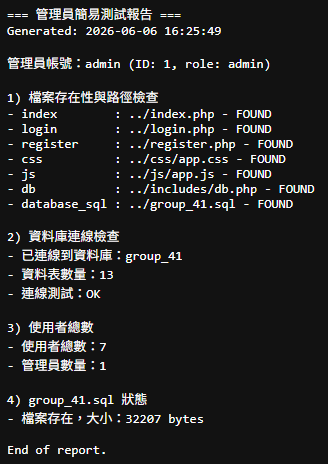 === 管理員簡易測試報告 ===
Generated: 2026-06-06 16:25:49
管理員帳號：admin (ID: 1, role: admin)
1) 檔案存在性與路徑檢查
- index        : ../index.php - FOUND
- login        : ../login.php - FOUND
- register     : ../register.php - FOUND
- css          : ../css/app.css - FOUND
- js           : ../js/app.js - FOUND
- db           : ../includes/db.php - FOUND
- database_sql : ../group_41.sql - FOUND
2) 資料庫連線檢查
- 已連線到資料庫：group_41
- 資料表數量：13
- 連線測試：OK
3) 使用者總數
- 使用者總數：7
- 管理員數量：1
4) group_41.sql 狀態
- 檔案存在，大小：32207 bytes
End of report.